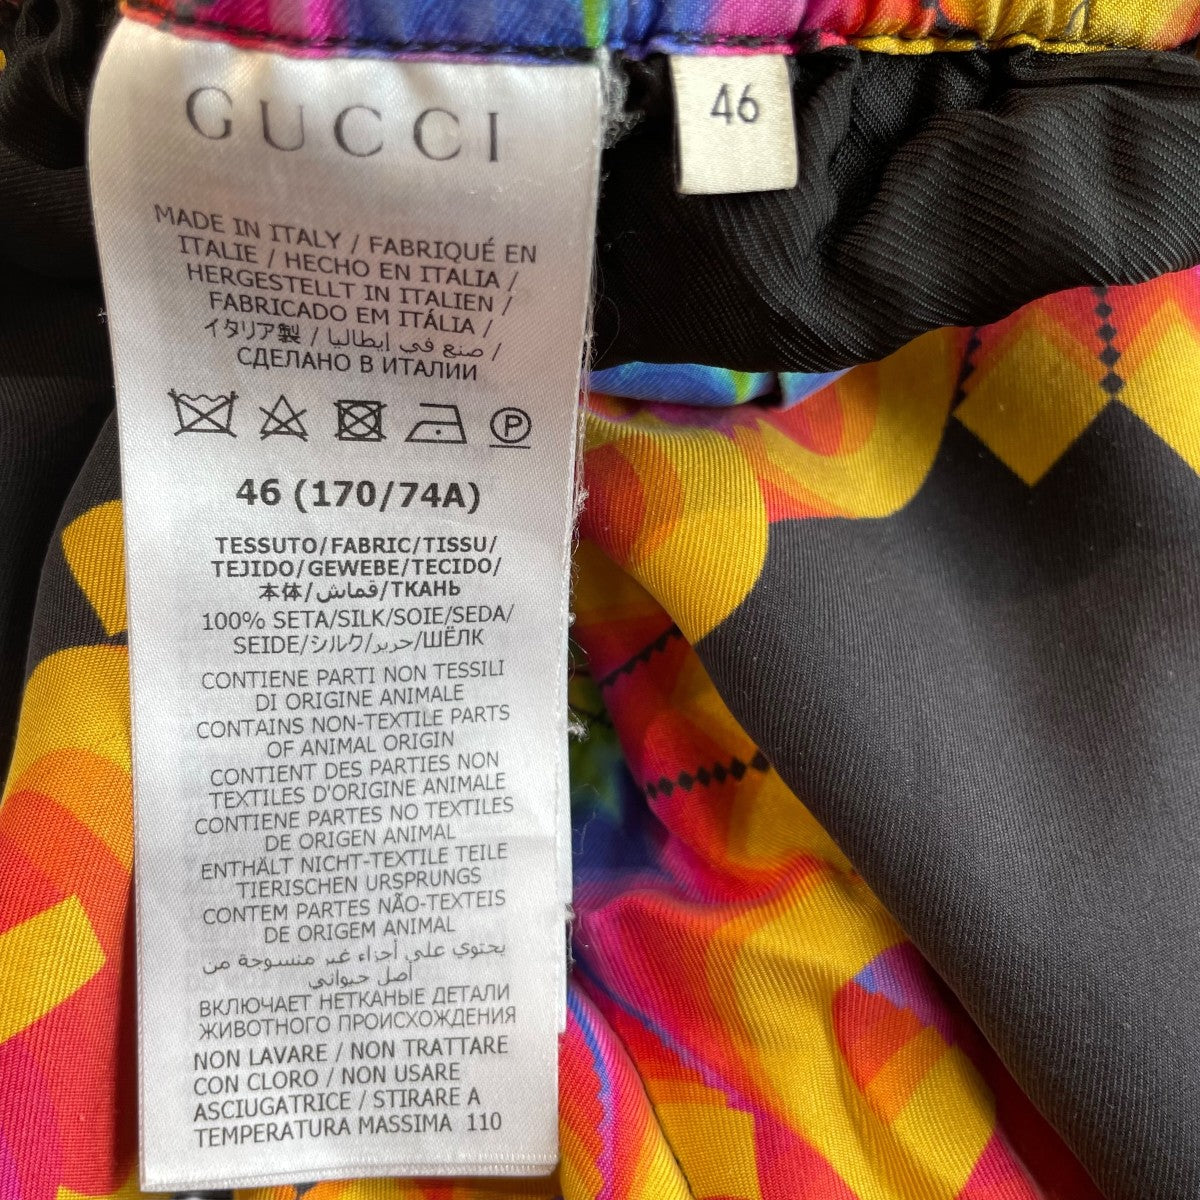 GUCCI
46
MADE IN ITALY / FABRIQUÉ EN
ITALIE / HECHO EN ITALIA /
HERGESTELLT IN ITALIEN /
FABRICADO EM ITÁLIA /
イタリア製 / صنع في ايطاليا /
СДЕЛАНО В ИТАЛИИ
P
46 (170/74A)
TESSUTO/FABRIC/TISSU/
TEJIDO/GEWEBE/TECIDO/
本体/قماش/ТКАНЬ
100% SETA/SILK/SOIE/SEDA/
SEIDE/シルク/حرير/ШЁЛК
CONTIENE PARTI NON TESSILI
DI ORIGINE ANIMALE
CONTAINS NON-TEXTILE PARTS
OF ANIMAL ORIGIN
CONTIENT DES PARTIES NON
TEXTILES D'ORIGINE ANIMALE
CONTIENE PARTES NO TEXTILES
DE ORIGEN ANIMAL
ENTHÄLT NICHT-TEXTILE TEILE
TIERISCHEN URSPRUNGS
CONTEM PARTES NÃO-TEXTEIS
DE ORIGEM ANIMAL
يحتوي علي أجزاء غير منسوجة من
اصل حيواني
ВКЛЮЧАЕТ НЕТКАНЫЕ ДЕТАЛИ
ЖИВОТНОГО ПРОИСХОЖДЕНИЯ
NON LAVARE / NON TRATTARE
CON CLORO / NON USARE
ASCIUGATRICE / STIRARE A
TEMPERATURA MASSIMA 110